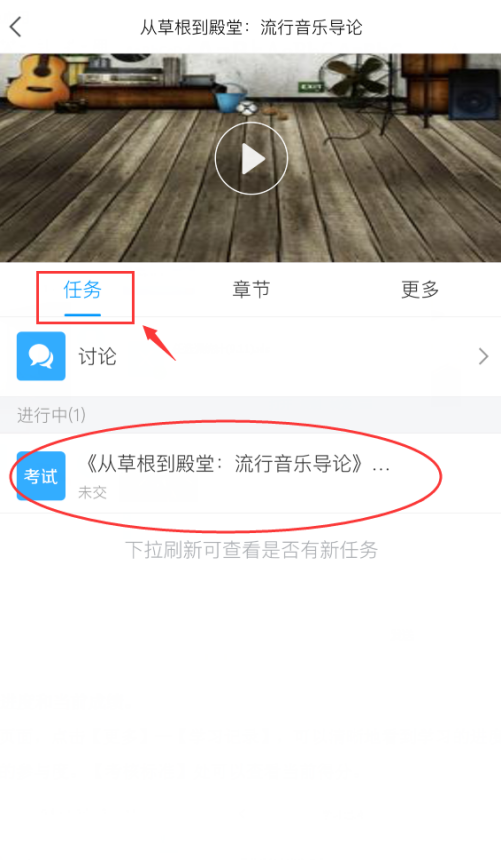 从草根到殿堂：流行音乐导论
EXIT
任务
章节
更多
讨论
进行中(1)
考试
《从草根到殿堂：流行音乐导论》...
未交
下拉刷新可查看是否有新任务